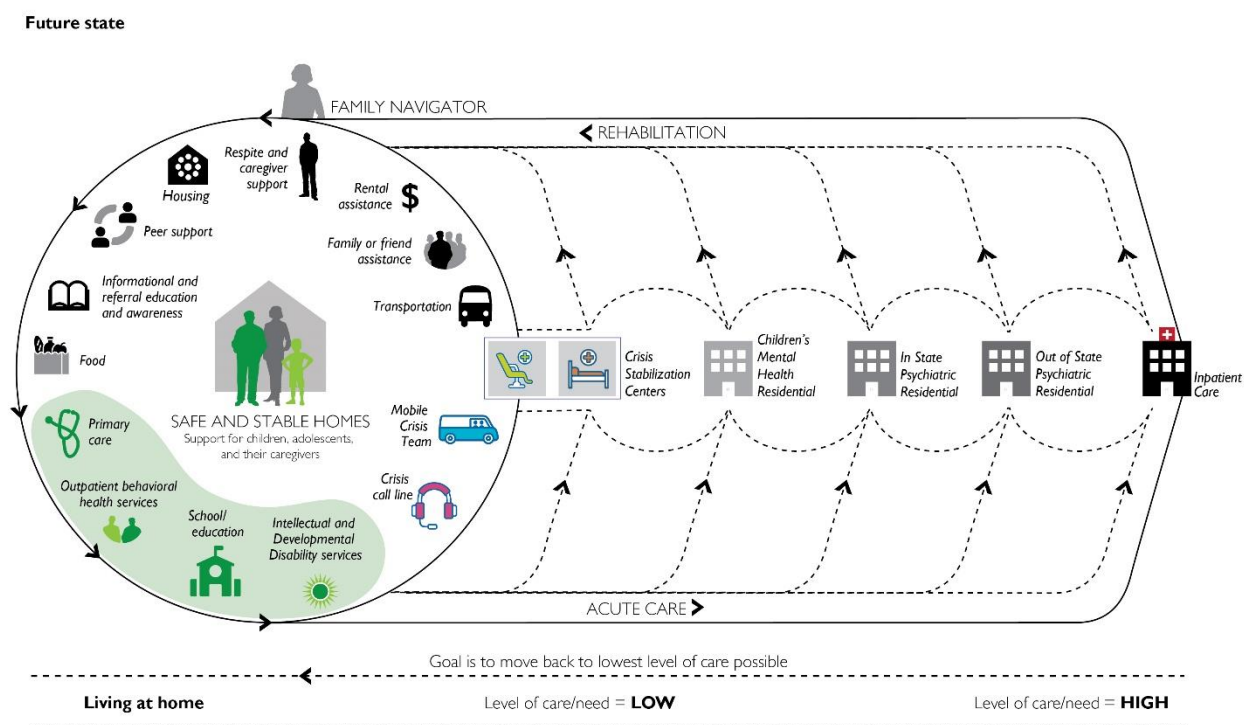 Future state
FAMILY NAVIGATOR
REHABILITATION
Respite and
caregiver
support
Housing
Rental
assistance
$
Peer support
Family or friend
assistance
Informational and
referral education
and awareness
Transportation
Food
SAFE AND STABLE HOMES
Support for children, adolescents,
and their caregivers
Mobile
Crisis
Team
Crisis
call line
Primary
care
Outpatient behavioral
health services
School/
education
Intellectual and
Developmental
Disability services
Crisis
Stabilization
Centers
Children's
Mental
Health
Residential
In State
Psychiatric
Residential
Out of State
Psychiatric
Residential
Inpatient
Care
ACUTE CARE
Goal is to move back to lowest level of care possible
Living at home
Level of care/need = LOW
Level of care/need = HIGH